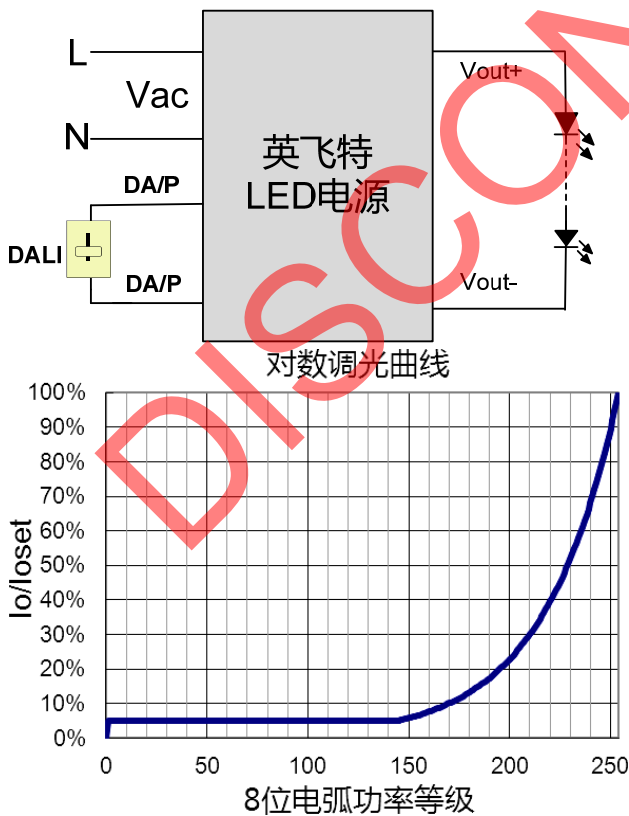 L
Vac
N
DA/P
DALI
DA/P
英飞特
LED电源
Vout+
Vout-
DISCON
对数调光曲线
100%
90%
80%
70%
60%
50%
40%
30%
20%
10%
0%
Io/Ioset
0 50 100 150 200 250
8位电弧功率等级